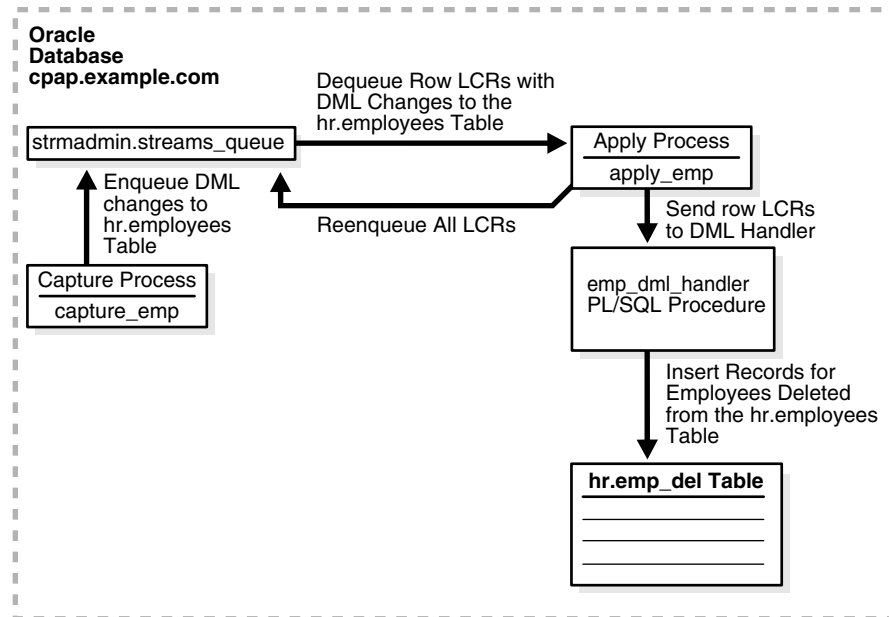 Oracle
Database
cpap.example.com
Dequeue Row LCRs with
DML Changes to the
hr.employees Table
strmadmin.streams_queue
Apply Process
apply_emp
Enqueue DML
changes to
hr.employees
Table
Reenqueue All LCRs
Send row LCRs
to DML Handler
Capture Process
capture_emp
emp_dml_handler
PL/SQL Procedure
Insert Records for
Employees Deleted
from the hr.employees
Table
hr.emp_del Table